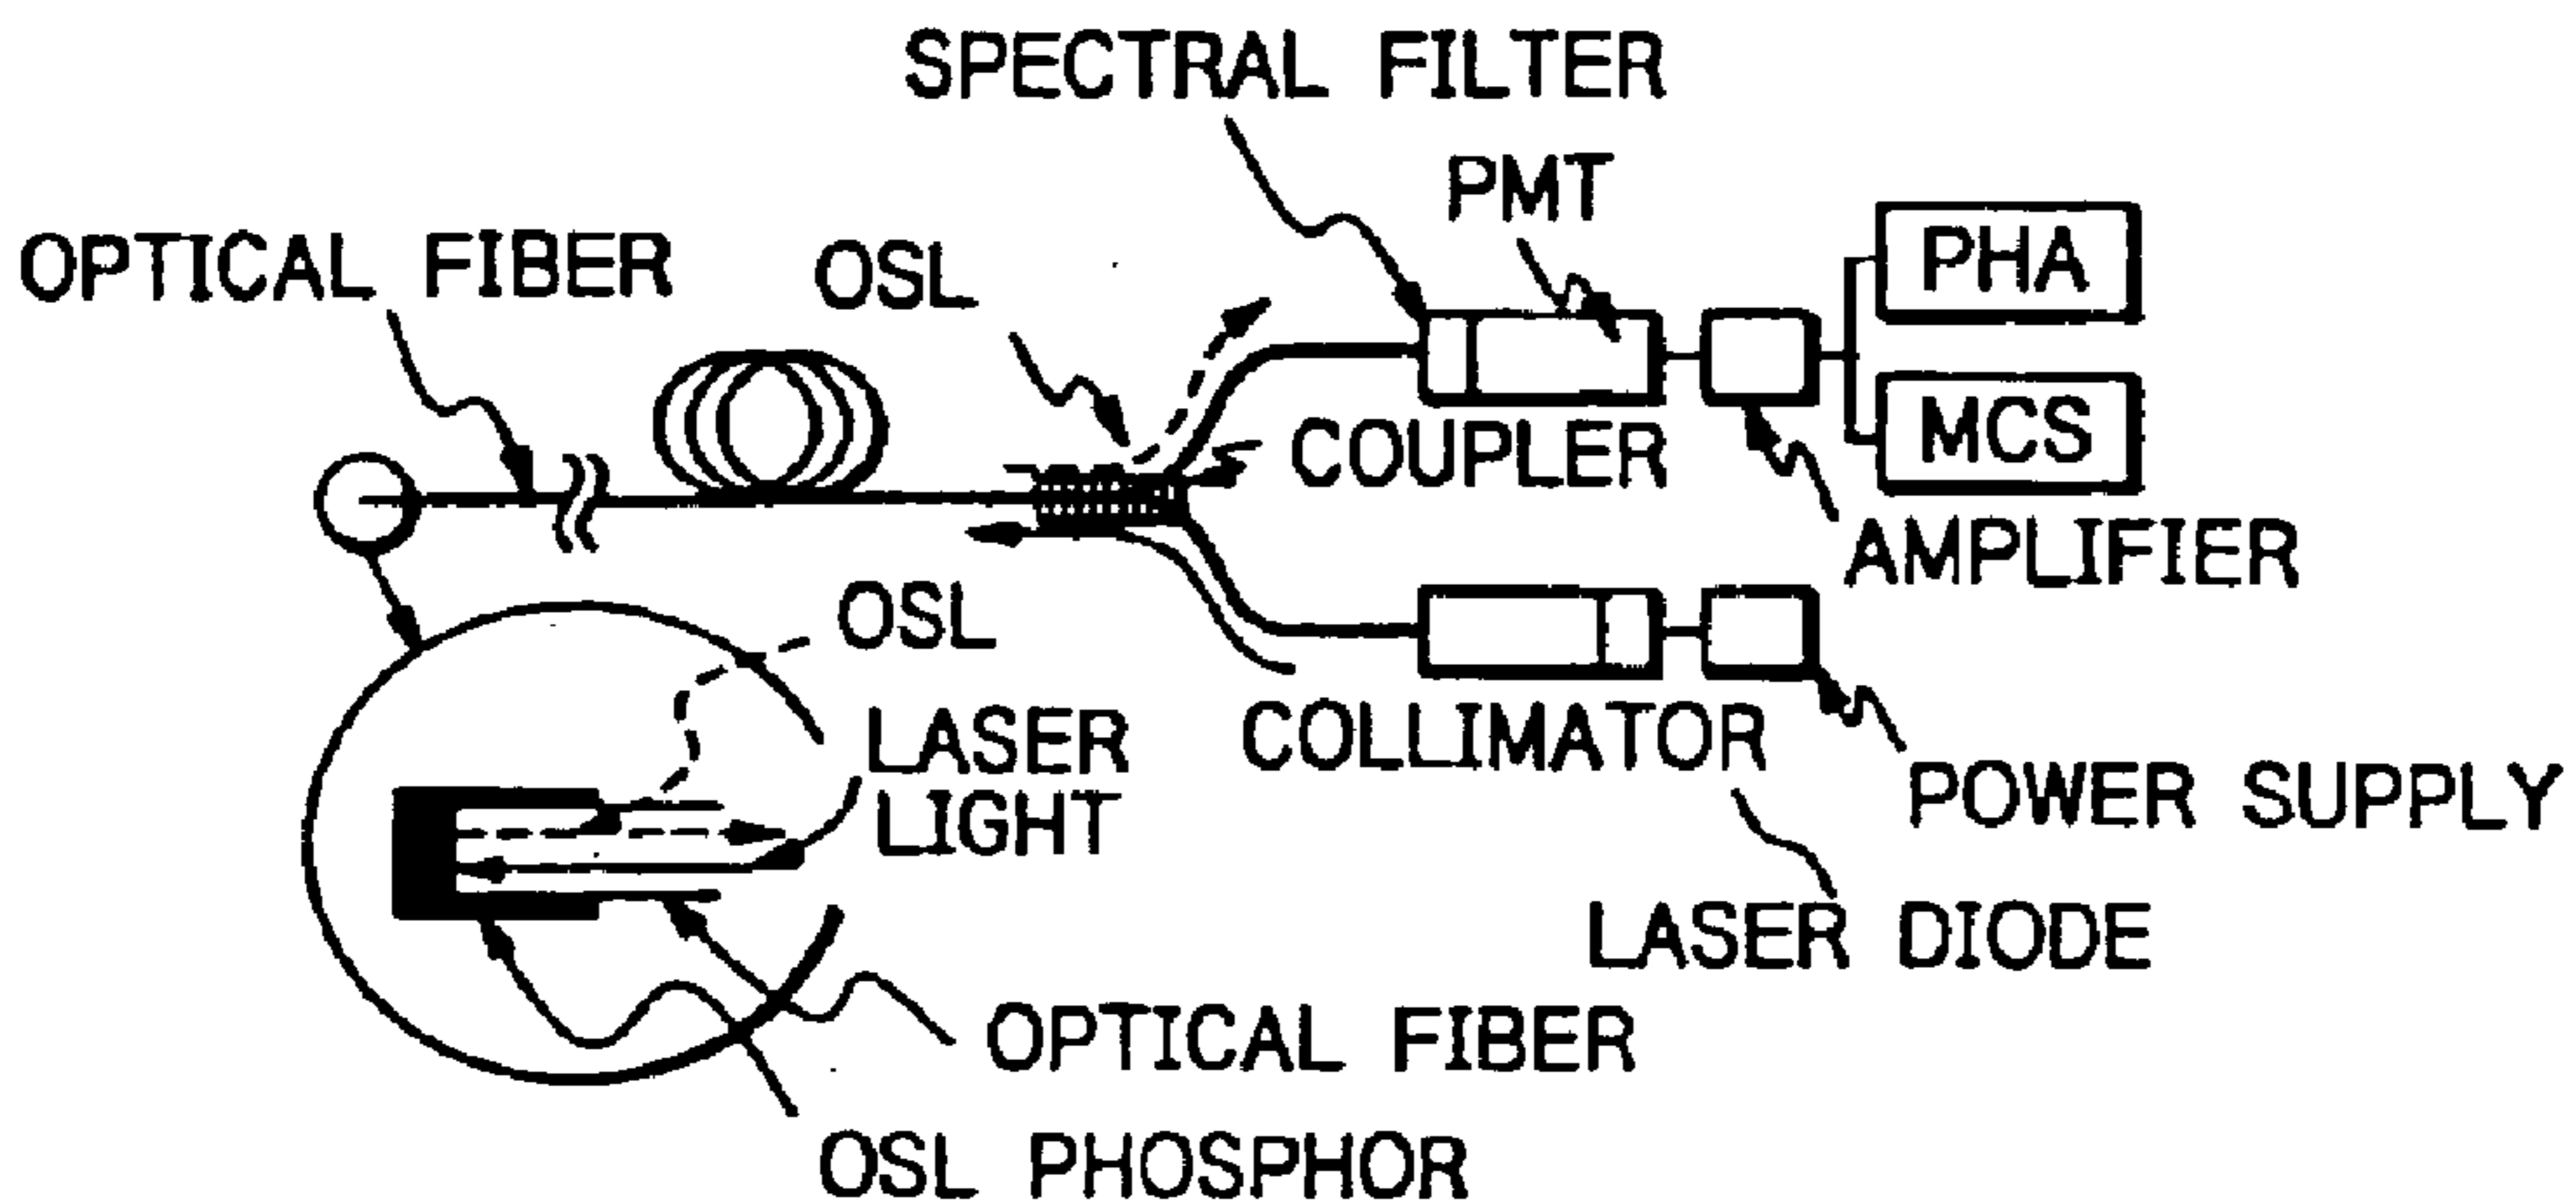 SPECTRAL FILTER
PMT
PHA
OPTICAL FIBER
OSL
COUPLER
MCS
AMPLIFIER
OSL
LASER
LIGHT
COLLIMATOR
POWER SUPPLY
LASER DIODE
OPTICAL FIBER
OSL PHOSPHOR